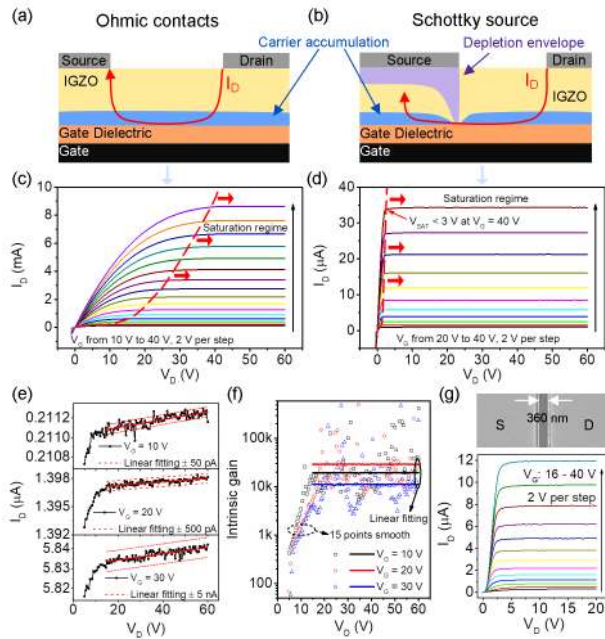 (a) Ohmic contacts
(b) Schottky source
Source
Carrier accumulation
Drain
Source
Depletion envelope
Drain
IGZO
I_D
I_D
IGZO
Gate Dielectric
Gate
Gate Dielectric
Gate
(c)
10
8
6
4
2
0
I_D (mA)
Saturation regime
V_G from 10 V to 40 V, 2 V per step
0 10 20 30 40 50 60
V_D (V)
(d)
40
30
20
10
0
I_D (μA)
Saturation regime
V_SAT < 3 V at V_G = 40 V
V_G from 20 V to 40 V, 2 V per step
0 10 20 30 40 50 60
V_D (V)
(e)
0.2112
0.2108
V_G = 10 V
Linear fitting ± 50 pA
1.398
1.392
V_G = 20 V
Linear fitting ± 500 pA
5.84
5.82
V_G = 30 V
Linear fitting ± 5 nA
I_D (μA)
0 20 40 60
V_D (V)
(f)
Intrinsic gain
100k
10k
1k
100
Linear fitting
15 points smooth
V_G = 10 V
V_G = 20 V
V_G = 30 V
0 10 20 30 40 50 60
(V)
(g)
S 360 nm D
12
10
8
6
4
2
0
I_D (μA)
V_G: 16 - 40 V
2 V per step
0 5 10 15 20
V_D (V)